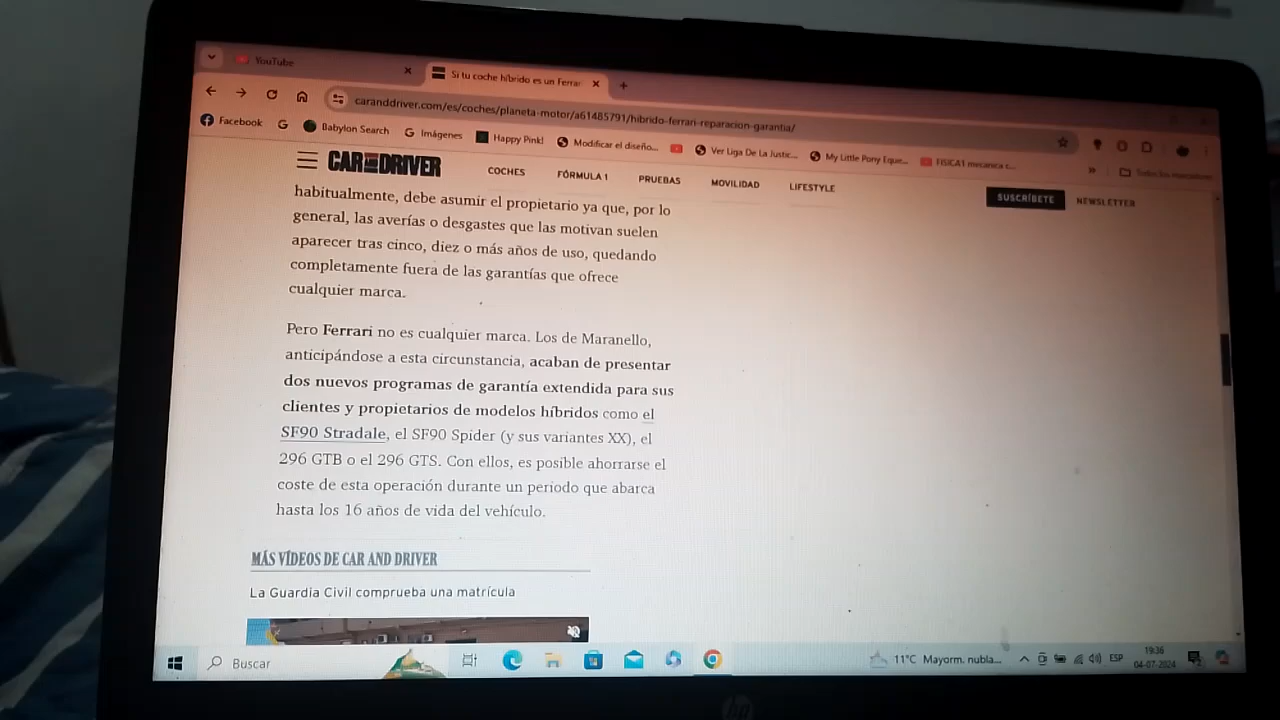 YouTube
Si tu coche híbrido es un Ferrar
caranddriver.com/es/coches/planeta-motor/a61485791/hibrido-ferrari-reparacion-garantia/
Facebook
Babylon Search
Imágenes
Happy Pink!
Modificar el diseño...
Ver Liga De La Justic...
My Little Pony Eque...
FISICA1 mecanica c...
»
Todos los marcadores
CAR AND DRIVER
COCHES
FÓRMULA 1
PRUEBAS
MOVILIDAD
LIFESTYLE
SUSCRÍBETE
NEWSLETTER
habitualmente, debe asumir el propietario ya que, por lo
general, las averías o desgastes que las motivan suelen
aparecer tras cinco, diez o más años de uso, quedando
completamente fuera de las garantías que ofrece
cualquier marca.
Pero Ferrari no es cualquier marca. Los de Maranello,
anticipándose a esta circunstancia, acaban de presentar
dos nuevos programas de garantía extendida para sus
clientes y propietarios de modelos híbridos como el
SF90 Stradale, el SF90 Spider (y sus variantes XX), el
296 GTB o el 296 GTS. Con ellos, es posible ahorrarse el
coste de esta operación durante un periodo que abarca
hasta los 16 años de vida del vehículo.
MÁS VÍDEOS DE CAR AND DRIVER
La Guardia Civil comprueba una matrícula
Buscar
11°C Mayorm. nubla...
ESP
19:36
04-07-2024
hp